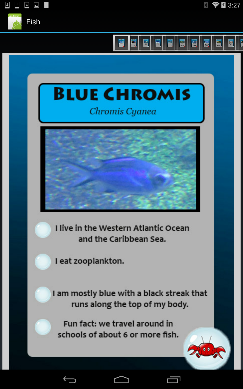 3:27
Fish
BLUE CHROMIS
Chromis Cyanea
I live in the Western Atlantic Ocean
and the Caribbean Sea.
I eat zooplankton.
I am mostly blue with a black streak that
runs along the top of my body.
Fun fact: we travel around in
schools of about 6 or more fish.